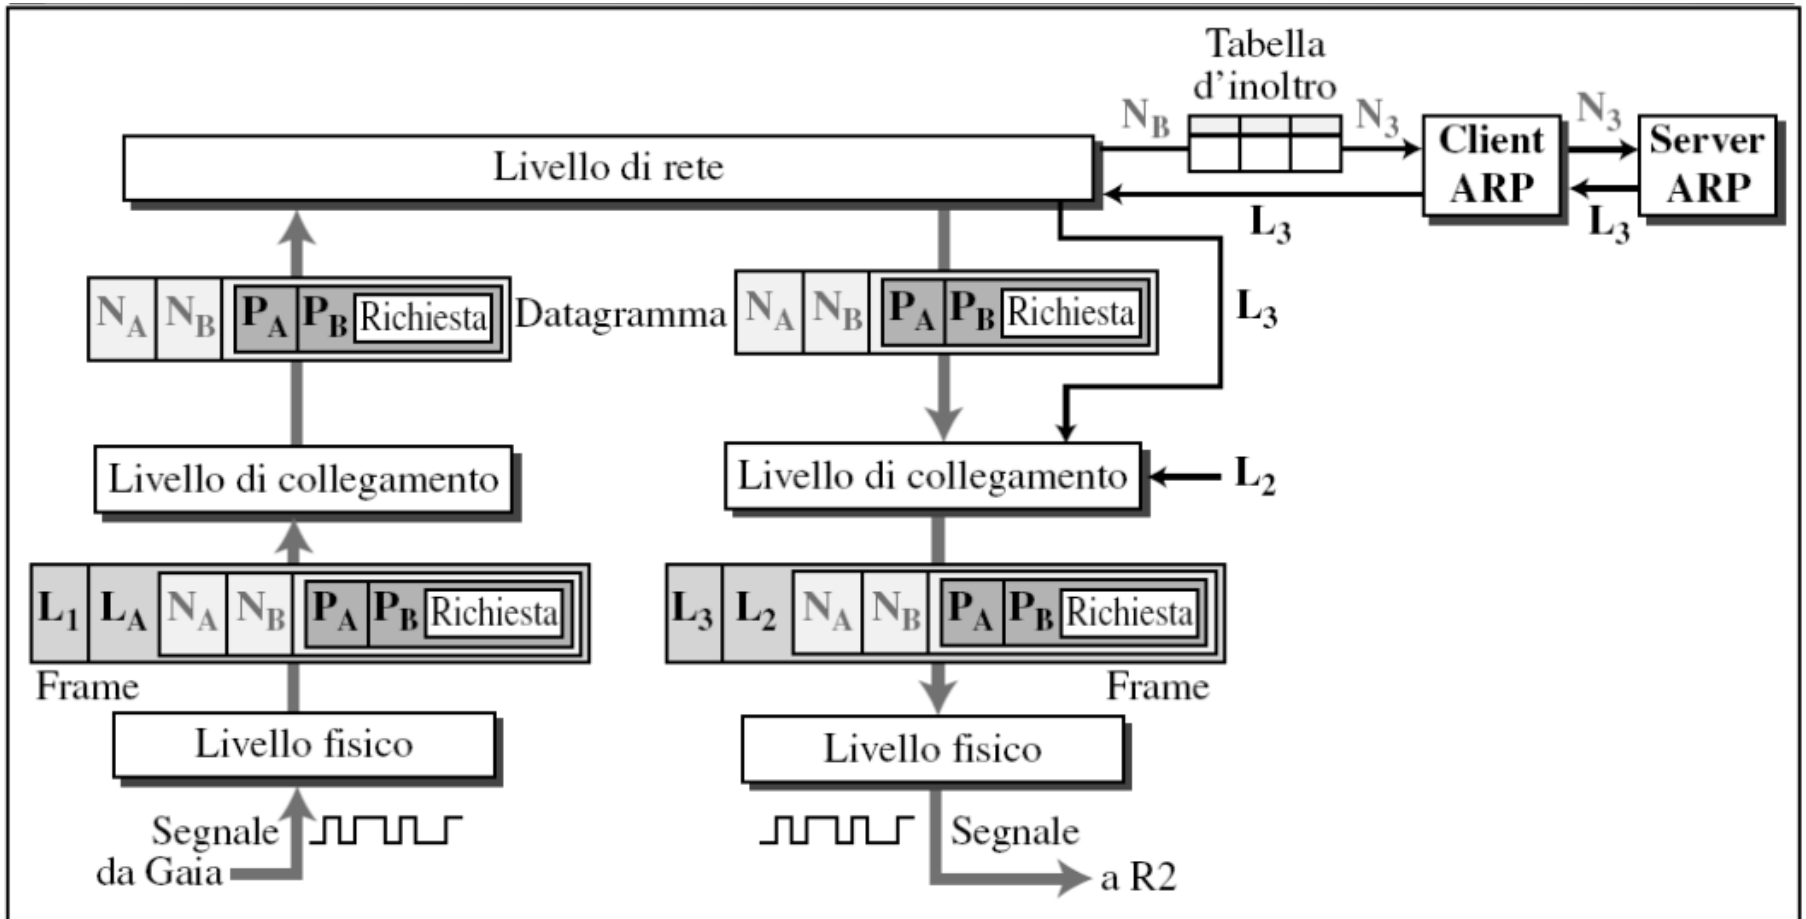 Tabella
d'inoltro
N_B
N_3
Client
ARP
N_3
Server
ARP
L_3
L_3
Livello di rete
N_A N_B P_A P_B Richiesta
Datagramma
N_A N_B P_A P_B Richiesta
L_3
Livello di collegamento
Livello di collegamento
L_2
L_1 L_A N_A N_B P_A P_B Richiesta
Frame
L_3 L_2 N_A N_B P_A P_B Richiesta
Frame
Livello fisico
Livello fisico
Segnale
da Gaia
Segnale
a R2